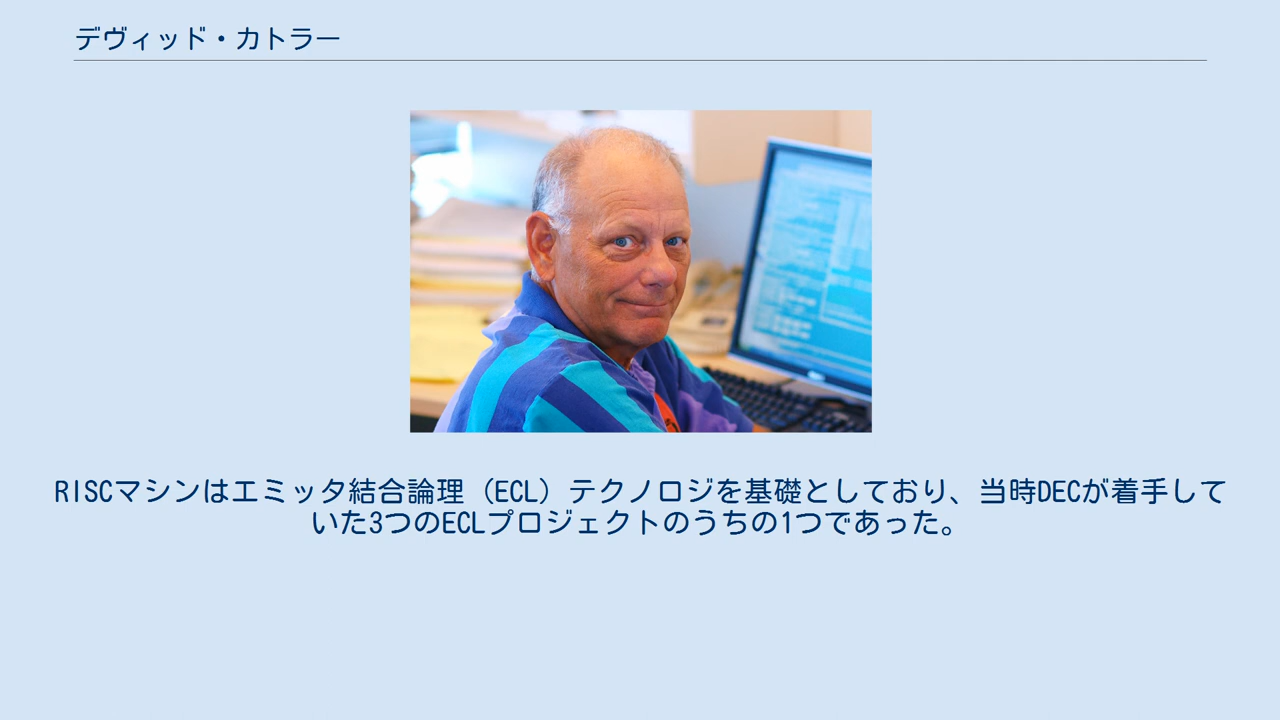 デヴィッド・カトラー
RISCマシンはエミッタ結合論理（ECL）テクノロジを基礎としており、当時DECが着手して
いた3つのECLプロジェクトのうちの1つであった。